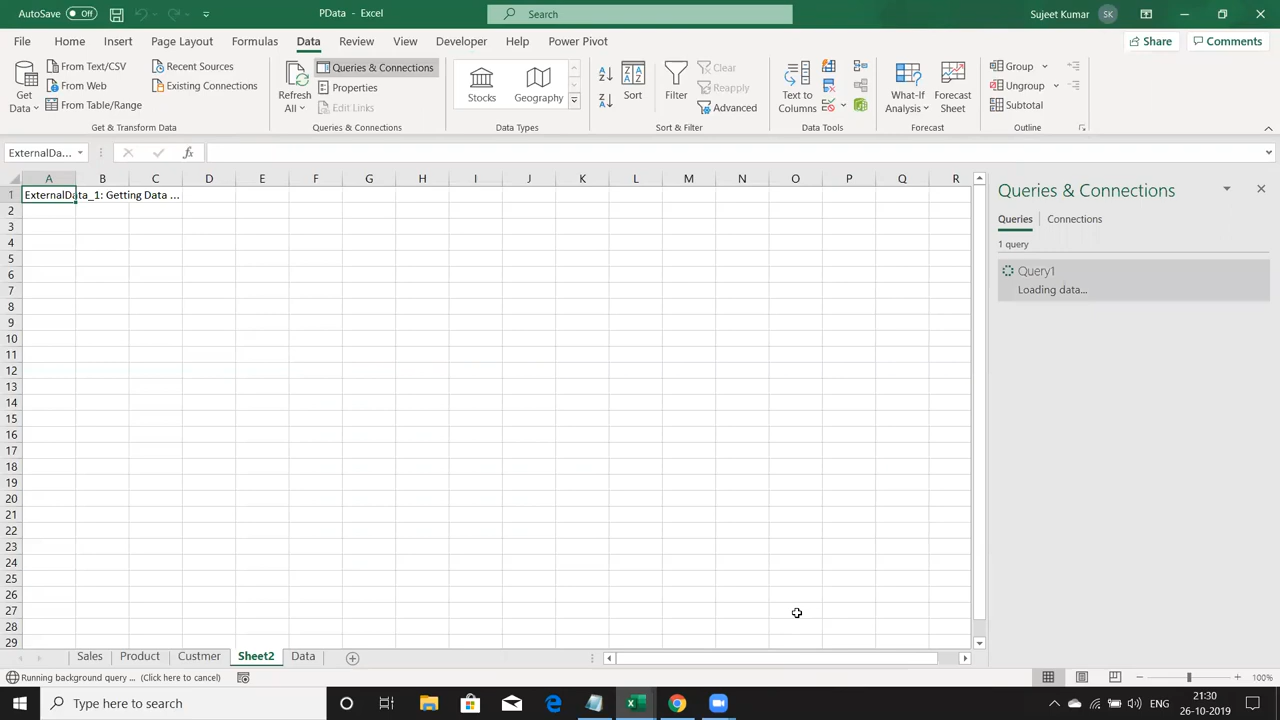 AutoSave Off PData - Excel Search Sujeet Kumar SK
File Home Insert Page Layout Formulas Data Review View Developer Help Power Pivot Share Comments
Get Data From Text/CSV From Web From Table/Range Recent Sources Existing Connections
Refresh All Queries & Connections Properties Edit Links
Stocks Geography
Sort Filter Clear Reapply Advanced
Text to Columns What-If Analysis Forecast Sheet
Group Ungroup Subtotal
Get & Transform Data Queries & Connections Data Types Sort & Filter Data Tools Forecast Outline
ExternalDa... fx
A B C D E F G H I J K L M N O P Q R
1 ExternalData_1: Getting Data ...
2
3
4
5
6
7
8
9
10
11
12
13
14
15
16
17
18
19
20
21
22
23
24
25
26
27
28
29
Queries & Connections
Queries Connections
1 query
Query1
Loading data...
Sales Product Custmer Sheet2 Data
Running background query ... (Click here to cancel) 100%
Type here to search ENG 21:30
26-10-2019